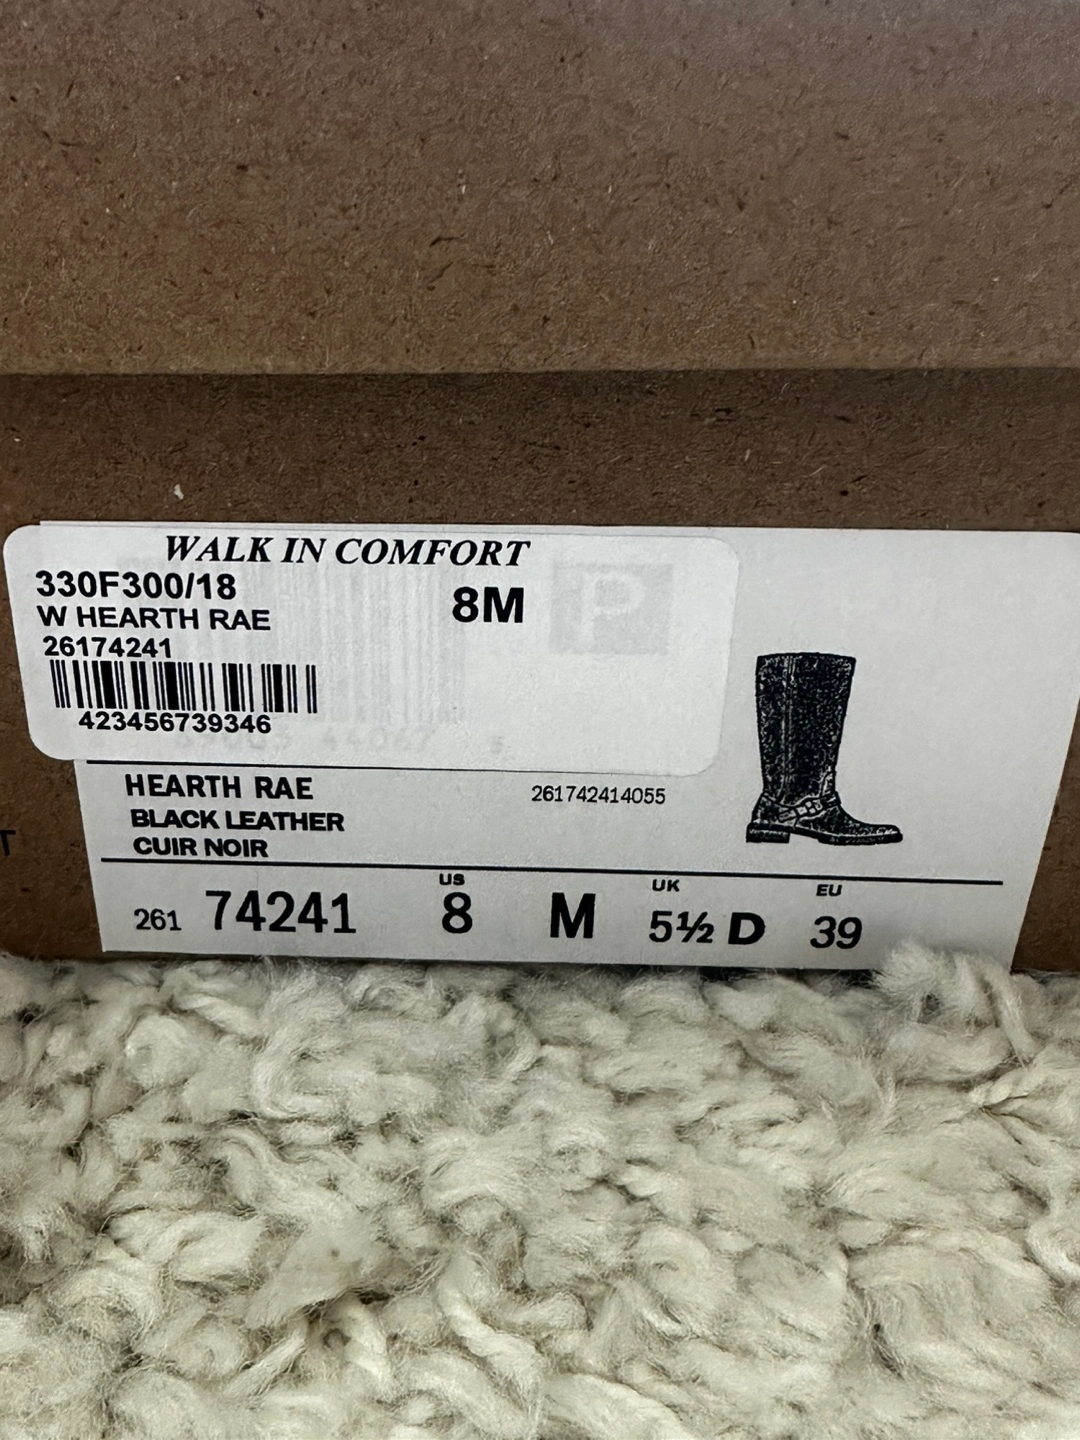 WALK IN COMFORT
330F300/18
8M
W HEARTH RAE
26174241
423456739346
HEARTH RAE
261742414055
BLACK LEATHER
CUIR NOIR
US
UK
EU
261 74241 8 M 5½ D 39
P
T